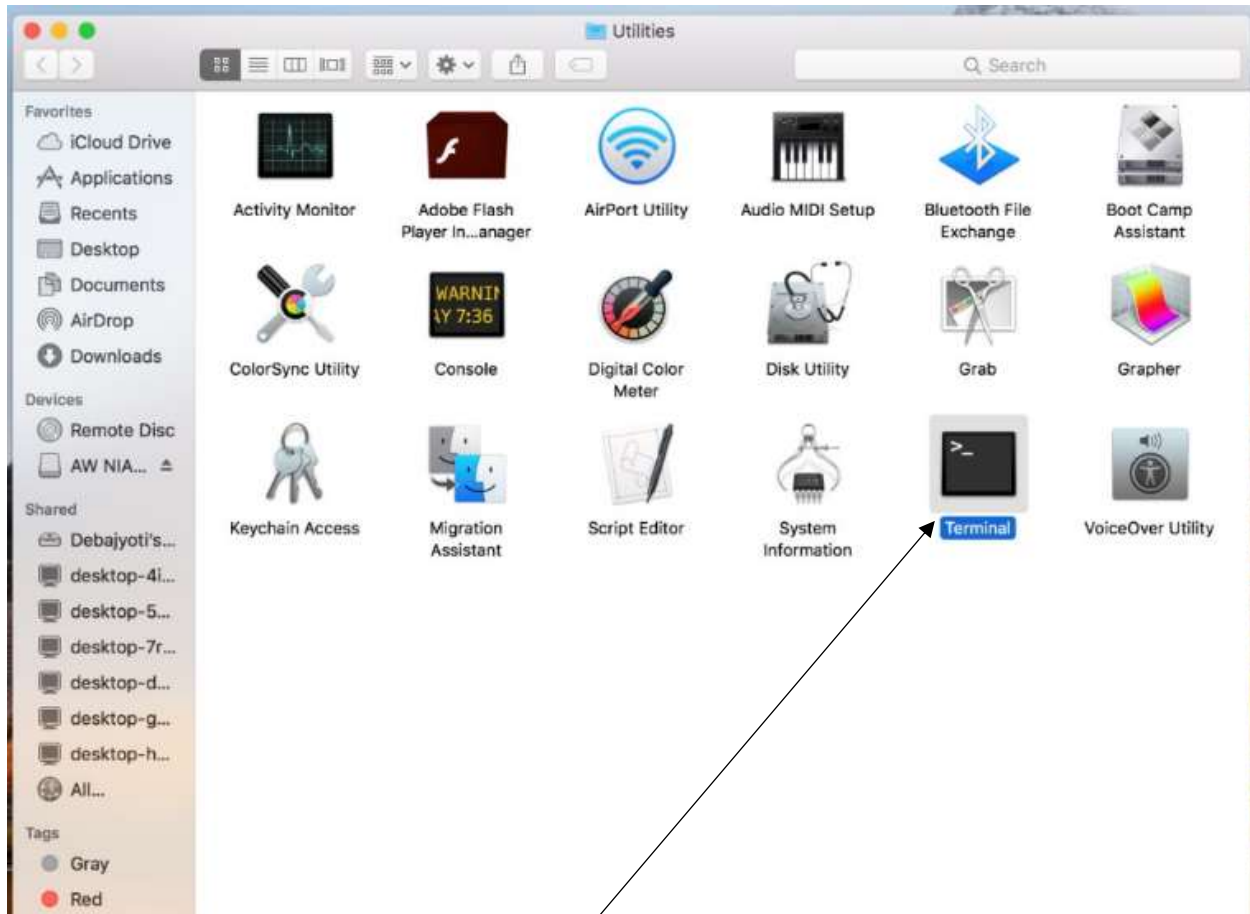 Utilities
Search
Favorites
iCloud Drive
Applications
Recents
Desktop
Documents
AirDrop
Downloads
Devices
Remote Disc
AW NIA...
Shared
Debajyoti's...
desktop-4i...
desktop-5...
desktop-7r...
desktop-d...
desktop-g...
desktop-h...
All...
Tags
Gray
Red
Activity Monitor
Adobe Flash
Player In...anager
AirPort Utility
Audio MIDI Setup
Bluetooth File
Exchange
Boot Camp
Assistant
ColorSync Utility
WARNIN
AY 7:36
Console
Digital Color
Meter
Disk Utility
Grab
Grapher
Keychain Access
Migration
Assistant
Script Editor
System
Information
>_
Terminal
VoiceOver Utility